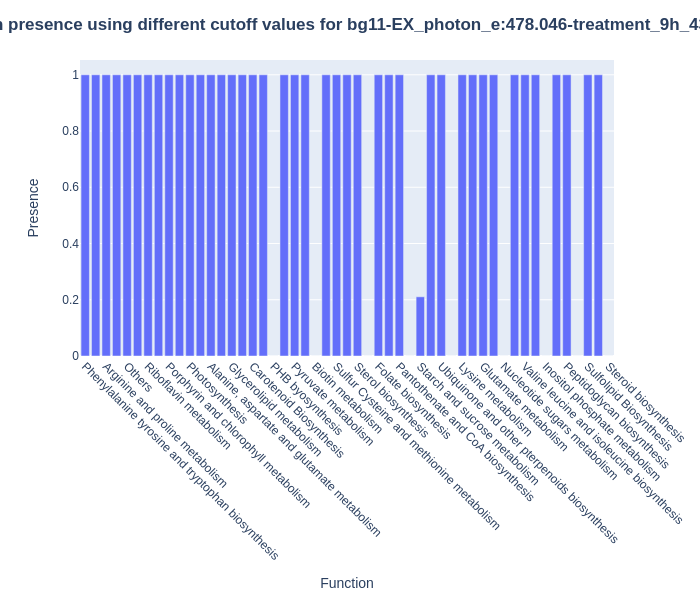 n presence using different cutoff values for bg11-EX_photon_e:478.046-treatment_9h_4
1
0.8
0.6
0.4
0.2
0
Presence
Phenylalanine tyrosine and tryptophan biosynthesis
Arginine and proline metabolism
Others
Riboflavin metabolism
Porphyrin and chlorophyll metabolism
Photosynthesis
Alanine, aspartate and glutamate metabolism
Glycerolipid metabolism
Carotenoid Biosynthesis
PHB byosynthesis
Pyruvate metabolism
Biotin metabolism
Sulfur Cysteine and methionine metabolism
Sterol biosynthesis
Folate biosynthesis
Pantothenate and CoA biosynthesis
Starch and sucrose metabolism
Ubiquinone and other pterpenoids biosynthesis
Lysine metabolism
Glutamate metabolism
Nucleotide sugars metabolism
Valine leucine and isoleucine biosynthesis
Inositol phosphate metabolism
Peptidoglycan biosynthesis
Sulfolipid Biosynthesis
Steroid biosynthesis
Function